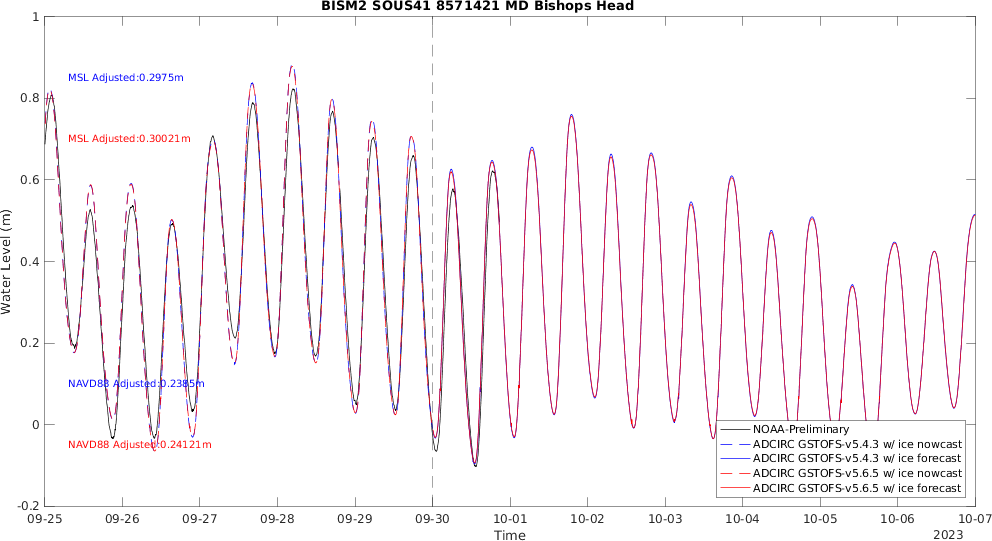 BISM2 SOUS41 8571421 MD Bishops Head
Water Level (m)
1
0.8
0.6
0.4
0.2
0
-0.2
MSL Adjusted:0.2975m
MSL Adjusted:0.30021m
NAVD88 Adjusted:0.2385m
NAVD88 Adjusted:0.24121m
NOAA-Preliminary
ADCIRC GSTOFS-v5.4.3 w/ ice nowcast
ADCIRC GSTOFS-v5.4.3 w/ ice forecast
ADCIRC GSTOFS-v5.6.5 w/ ice nowcast
ADCIRC GSTOFS-v5.6.5 w/ ice forecast
09-25 09-26 09-27 09-28 09-29 09-30 10-01 10-02 10-03 10-04 10-05 10-06 10-07
Time
2023